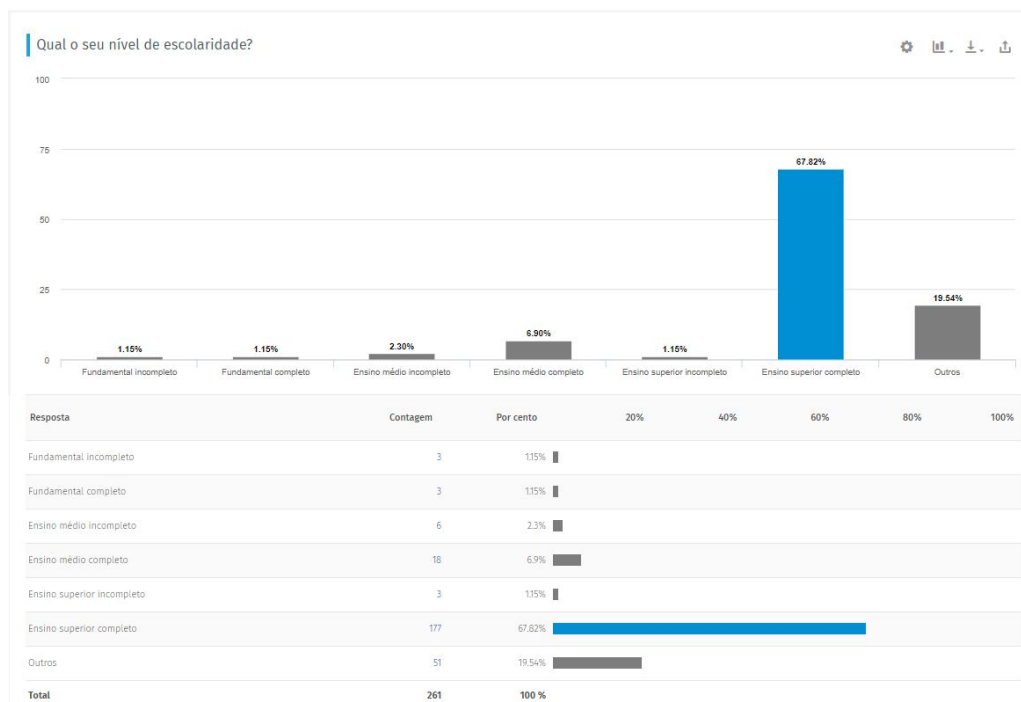 Qual o seu nível de escolaridade?
100
75
50
25
0
1.15%
1.15%
2.30%
6.90%
1.15%
67.82%
19.54%
Fundamental incompleto
Fundamental completo
Ensino médio incompleto
Ensino médio completo
Ensino superior incompleto
Ensino superior completo
Outros
Resposta Contagem Por cento 20% 40% 60% 80% 100%
Fundamental incompleto 3 1.15%
Fundamental completo 3 1.15%
Ensino médio incompleto 6 2.3%
Ensino médio completo 18 6.9%
Ensino superior incompleto 3 1.15%
Ensino superior completo 177 67.82%
Outros 51 19.54%
Total 261 100 %